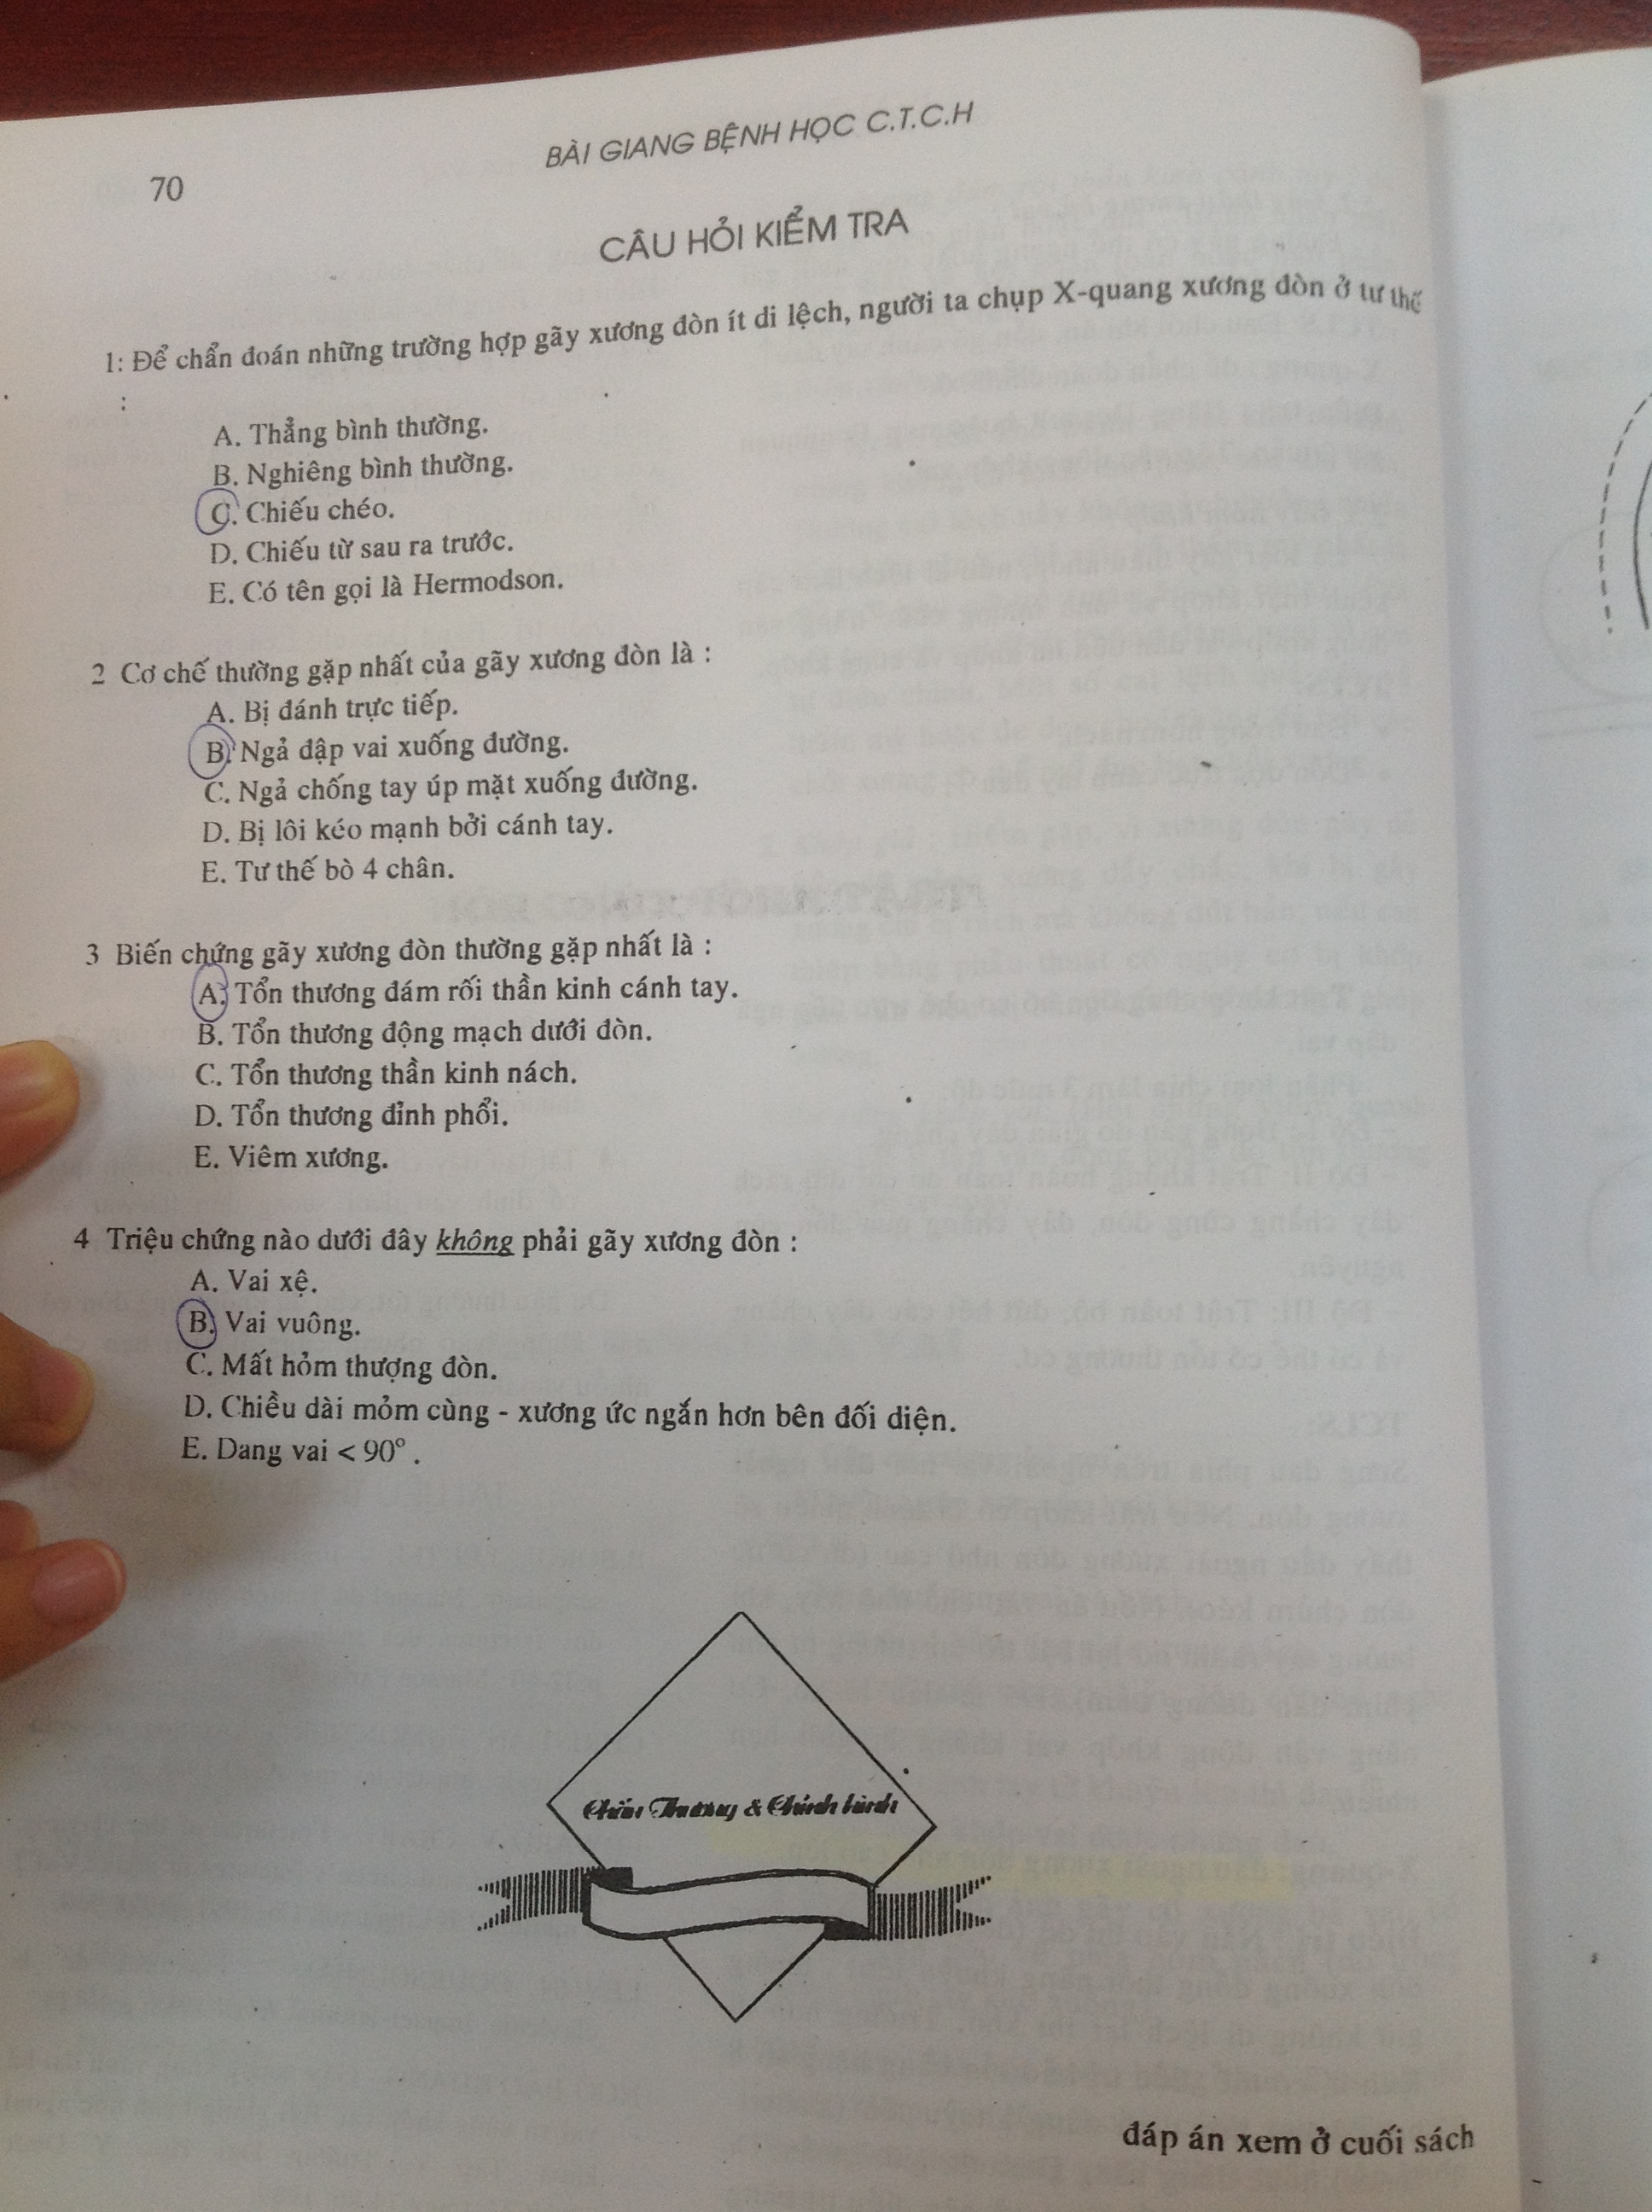 BÀI GIANG BỆNH HỌC C.T.C.H
70
CÂU HỎI KIỂM TRA
1: Để chẩn đoán những trường hợp gãy xương đòn ít di lệch, người ta chụp X-quang xương đòn ở tư thế
:
A. Thẳng bình thường.
B. Nghiêng bình thường.
C. Chiếu chéo.
D. Chiếu từ sau ra trước.
E. Có tên gọi là Hermodson.
2 Cơ chế thường gặp nhất của gãy xương đòn là :
A. Bị đánh trực tiếp.
B. Ngả đập vai xuống đường.
C. Ngả chống tay úp mặt xuống đường.
D. Bị lôi kéo mạnh bởi cánh tay.
E. Tư thế bò 4 chân.
3 Biến chứng gãy xương đòn thường gặp nhất là :
A. Tổn thương đám rối thần kinh cánh tay.
B. Tổn thương động mạch dưới đòn.
C. Tổn thương thần kinh nách.
D. Tổn thương đỉnh phổi.
E. Viêm xương.
4 Triệu chứng nào dưới đây không phải gãy xương đòn :
A. Vai xệ.
B. Vai vuông.
C. Mất hỏm thượng đòn.
D. Chiều dài mỏm cùng - xương ức ngắn hơn bên đối diện.
E. Dang vai < 90° .
Chấn Thương & Chỉnh hình
đáp án xem ở cuối sách